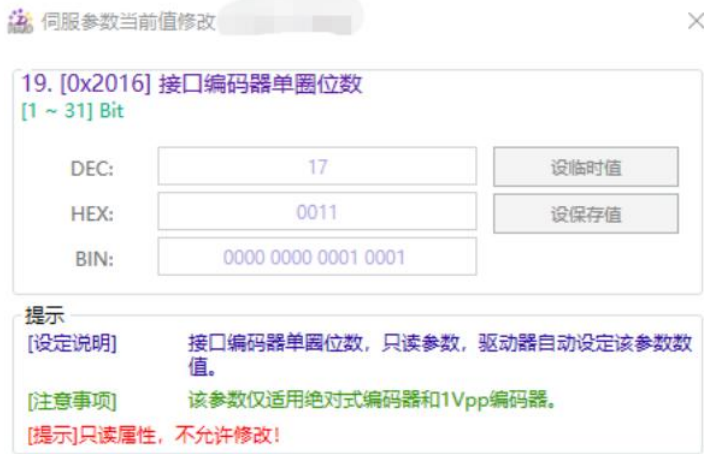 伺服参数当前值修改
19. [0x2016] 接口编码器单圈位数
[1 ~ 31] Bit
DEC: 17 设临时值
HEX: 0011 设保存值
BIN: 0000 0000 0001 0001
提示
[设定说明] 接口编码器单圈位数，只读参数，驱动器自动设定该参数数
值。
[注意事项] 该参数仅适用绝对式编码器和1Vpp编码器。
[提示]只读属性，不允许修改！